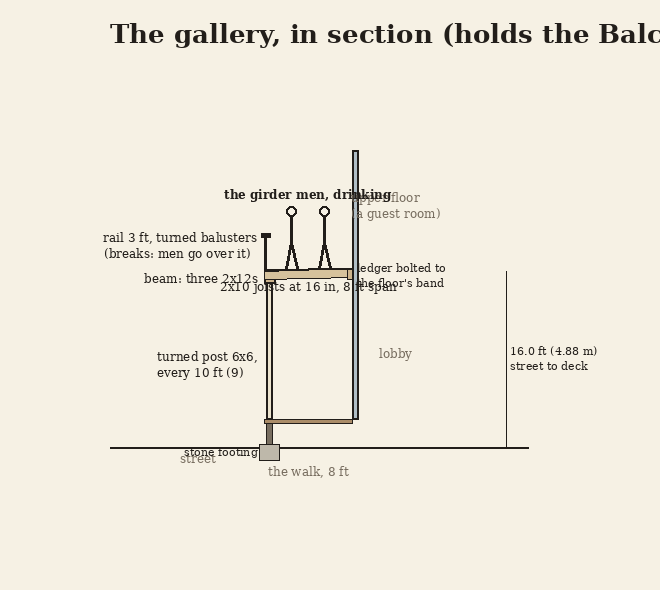 The gallery, in section (holds the Balc
the girder men, drinking
upper floor
(a guest room)
rail 3 ft, turned balusters
(breaks: men go over it)
ledger bolted to
the floor's band
beam: three 2x12s
2x10 joists at 16 in, 8 ft span
turned post 6x6,
every 10 ft (9)
lobby
16.0 ft (4.88 m)
street to deck
stone footing
street
the walk, 8 ft